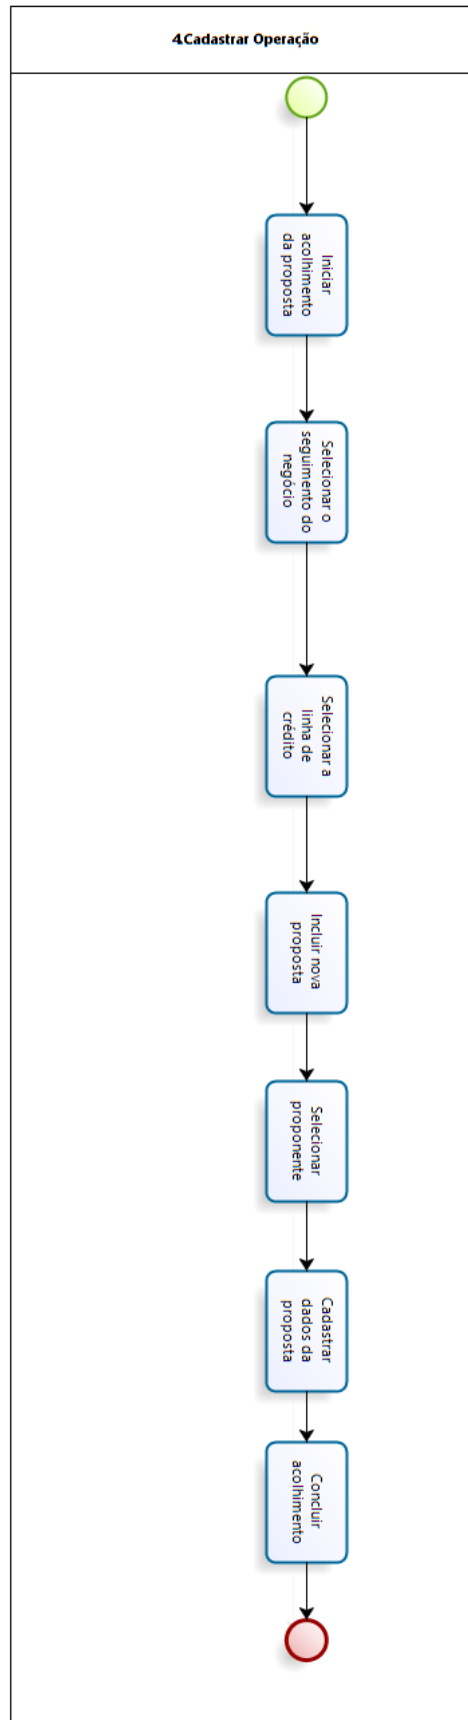 4.Cadastrar Operação
Iniciar
acolhimento
da proposta
Selecionar o
seguimento do
negócio
Selecionar a
linha de
crédito
Incluir nova
proposta
Selecionar
proponente
Cadastrar
dados da
proposta
Concluir
acolhimento